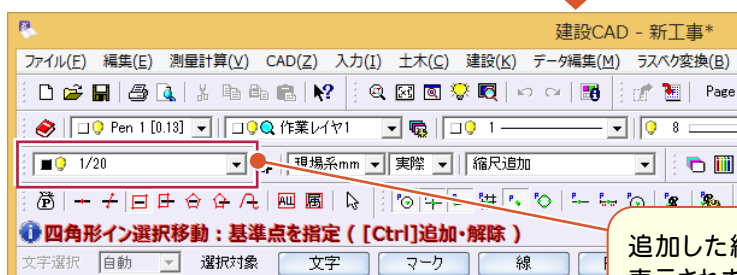 建設CAD - 新工事*
ファイル(F) 編集(E) 測量計算(V) CAD(Z) 入力(I) 土木(C) 建設(K) データ編集(M) ラスベク変換(B)
Page
Pen 1 [0.13] 作業レイヤ1 1 8
1/20 現場系mm 実際 縮尺追加
ALL 属
四角形イン選択移動：基準点を指定（ [Ctrl]追加・解除 ）
文字選択 自動 選択対象 文字 マーク 線
追加した